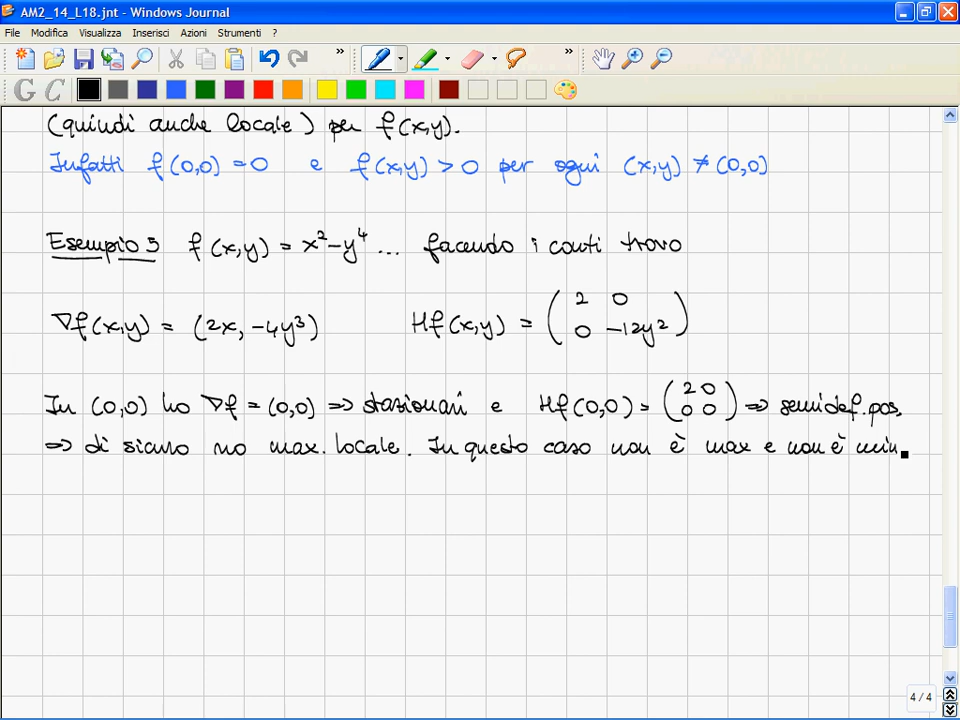 AM2_14_L18.jnt - Windows Journal
File Modifica Visualizza Inserisci Azioni Strumenti ?
G C
(quindi anche locale) per f(x,y).
Infatti f(0,0) = 0 e f(x,y) > 0 per ogni (x,y) ≠ (0,0)
Esempio 3 f(x,y) = x²-y⁴ ... facendo i conti trovo
∇f(x,y) = (2x, -4y³) Hf(x,y) = (2 0
0 -12y²)
In (0,0) ho ∇f = (0,0) => stazionari e Hf(0,0) = (2 0
0 0) => semidef.pos.
=> di sicuro no max. locale. In questo caso non è max e non è min.
4 / 4